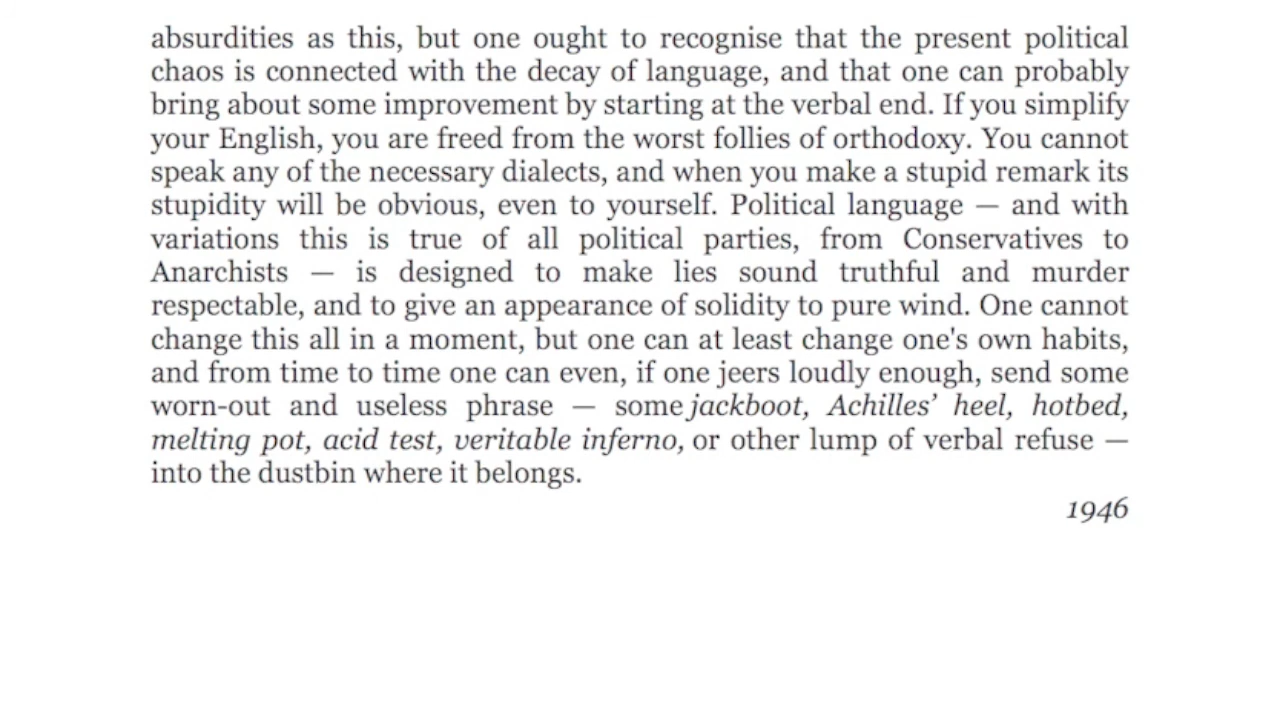 absurdities as this, but one ought to recognise that the present political
chaos is connected with the decay of language, and that one can probably
bring about some improvement by starting at the verbal end. If you simplify
your English, you are freed from the worst follies of orthodoxy. You cannot
speak any of the necessary dialects, and when you make a stupid remark its
stupidity will be obvious, even to yourself. Political language — and with
variations this is true of all political parties, from Conservatives to
Anarchists — is designed to make lies sound truthful and murder
respectable, and to give an appearance of solidity to pure wind. One cannot
change this all in a moment, but one can at least change one's own habits,
and from time to time one can even, if one jeers loudly enough, send some
worn-out and useless phrase — some jackboot, Achilles’ heel, hotbed,
melting pot, acid test, veritable inferno, or other lump of verbal refuse —
into the dustbin where it belongs.
1946